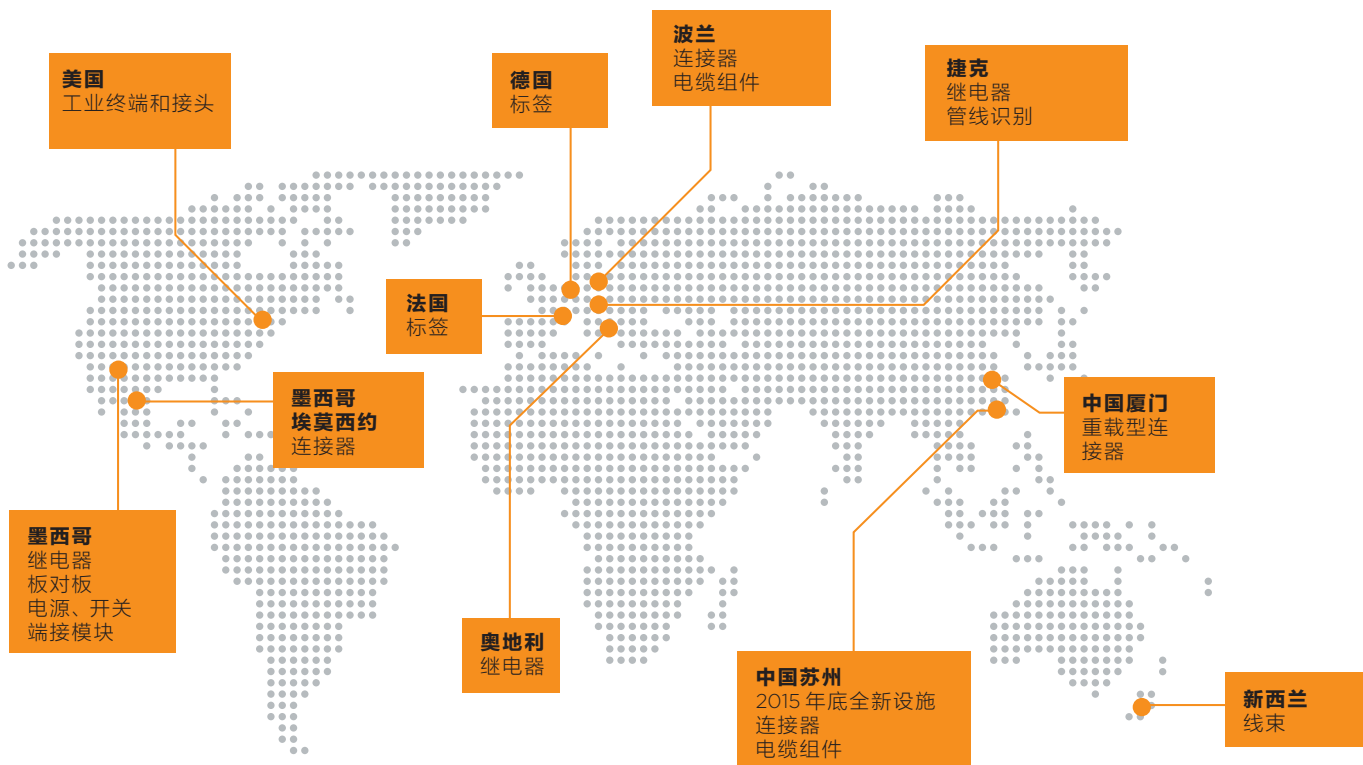 美国
工业终端和接头
德国
标签
波兰
连接器
电缆组件
捷克
继电器
管线识别
法国
标签
墨西哥
埃莫西约
连接器
中国厦门
重载型连
接器
墨西哥
继电器
板对板
电源、开关
端接模块
奥地利
继电器
中国苏州
2015 年底全新设施
连接器
电缆组件
新西兰
线束